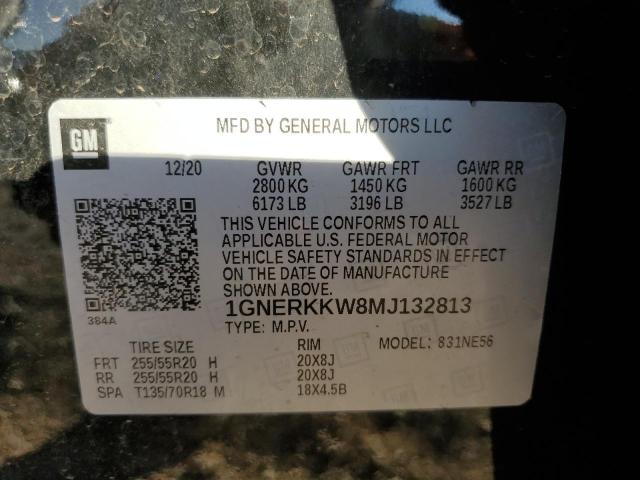 GM
MFD BY GENERAL MOTORS LLC
12/20 GVWR GAWR FRT GAWR RR
2800 KG 1450 KG 1600 KG
6173 LB 3196 LB 3527 LB
THIS VEHICLE CONFORMS TO ALL
APPLICABLE U.S. FEDERAL MOTOR
VEHICLE SAFETY STANDARDS IN EFFECT
ON THE DATE OF MANUFACTURE
SHOWN ABOVE.
384A
1GNERKKW8MJ132813
TYPE: M.P.V.
TIRE SIZE RIM MODEL: 831NE56
FRT 255/55R20 H 20X8J
RR 255/55R20 H 20X8J
SPA T135/70R18 M 18X4.5B